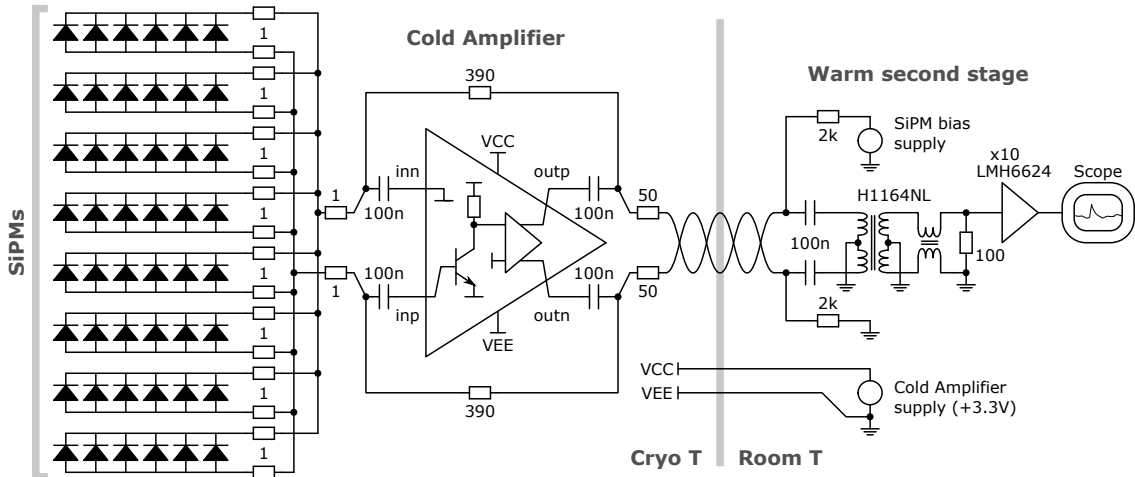 SiPMs
1
1
1
1
1
1
1
1
Cold Amplifier
390
VCC
inn
outp
1
100n
100n
50
100n
100n
1
50
inp
outn
VEE
390
Cryo T
Room T
Warm second stage
2k
SiPM bias
supply
x10
LMH6624
Scope
H1164NL
100n
100
2k
VCC
VEE
Cold Amplifier
supply (+3.3V)